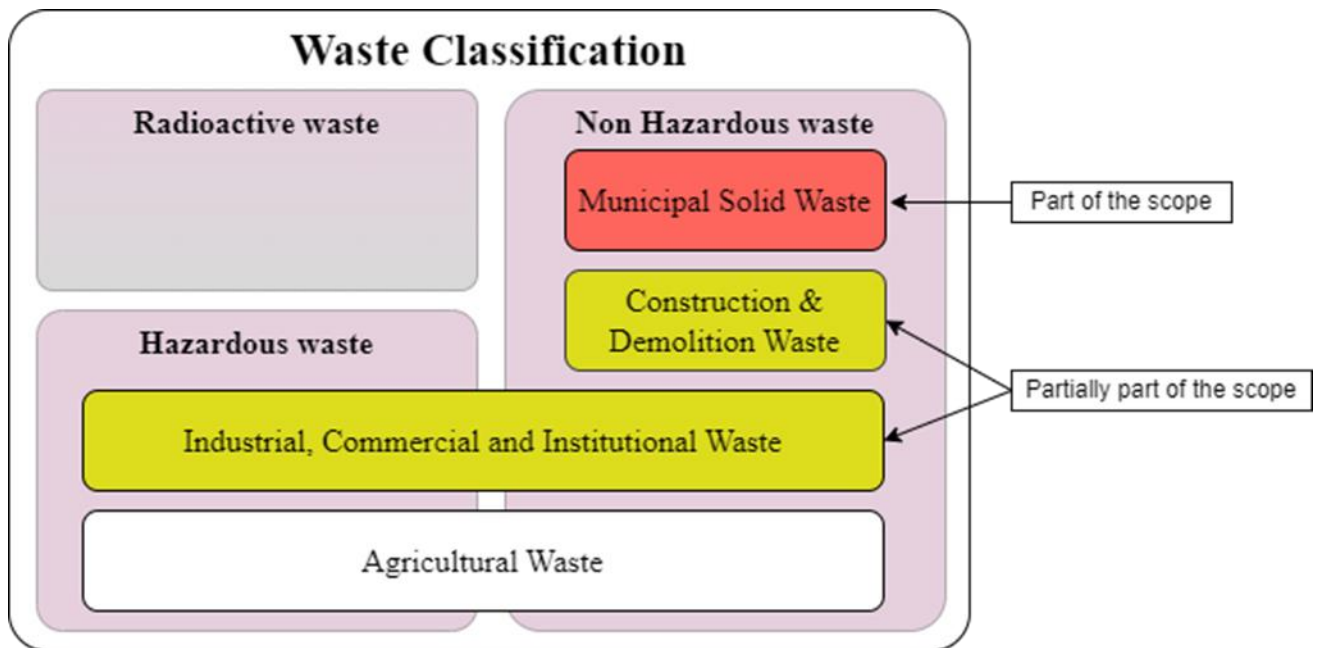 Waste Classification
Radioactive waste
Non Hazardous waste
Municipal Solid Waste
Part of the scope
Construction &
Demolition Waste
Hazardous waste
Partially part of the scope
Industrial, Commercial and Institutional Waste
Agricultural Waste